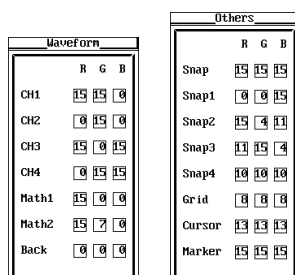 Waveform
R G B
CH1 15 15 0
CH2 0 15 0
CH3 15 0 15
CH4 0 15 15
Math1 15 0 0
Math2 15 7 0
Back 0 0 0
Others
R G B
Snap 15 15 15
Snap1 0 0 15
Snap2 15 4 11
Snap3 11 15 4
Snap4 10 10 10
Grid 8 8 8
Cursor 13 13 13
Marker 15 15 15